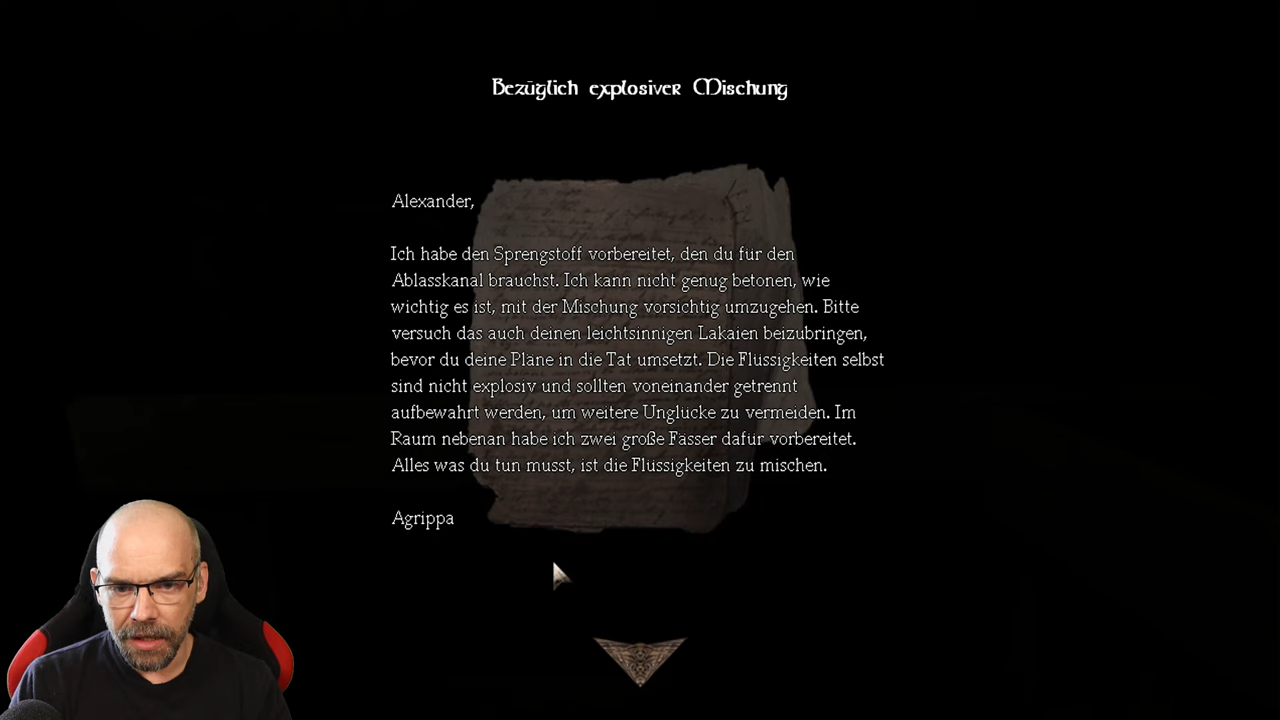 Bezüglich explosiver Mischung
Alexander,
Ich habe den Sprengstoff vorbereitet, den du für den
Ablasskanal brauchst. Ich kann nicht genug betonen, wie
wichtig es ist, mit der Mischung vorsichtig umzugehen. Bitte
versuch das auch deinen leichtsinnigen Lakaien beizubringen,
bevor du deine Pläne in die Tat umsetzt. Die Flüssigkeiten selbst
sind nicht explosiv und sollten voneinander getrennt
aufbewahrt werden, um weitere Unglücke zu vermeiden. Im
Raum nebenan habe ich zwei große Fässer dafür vorbereitet.
Alles was du tun musst, ist die Flüssigkeiten zu mischen.
Agrippa